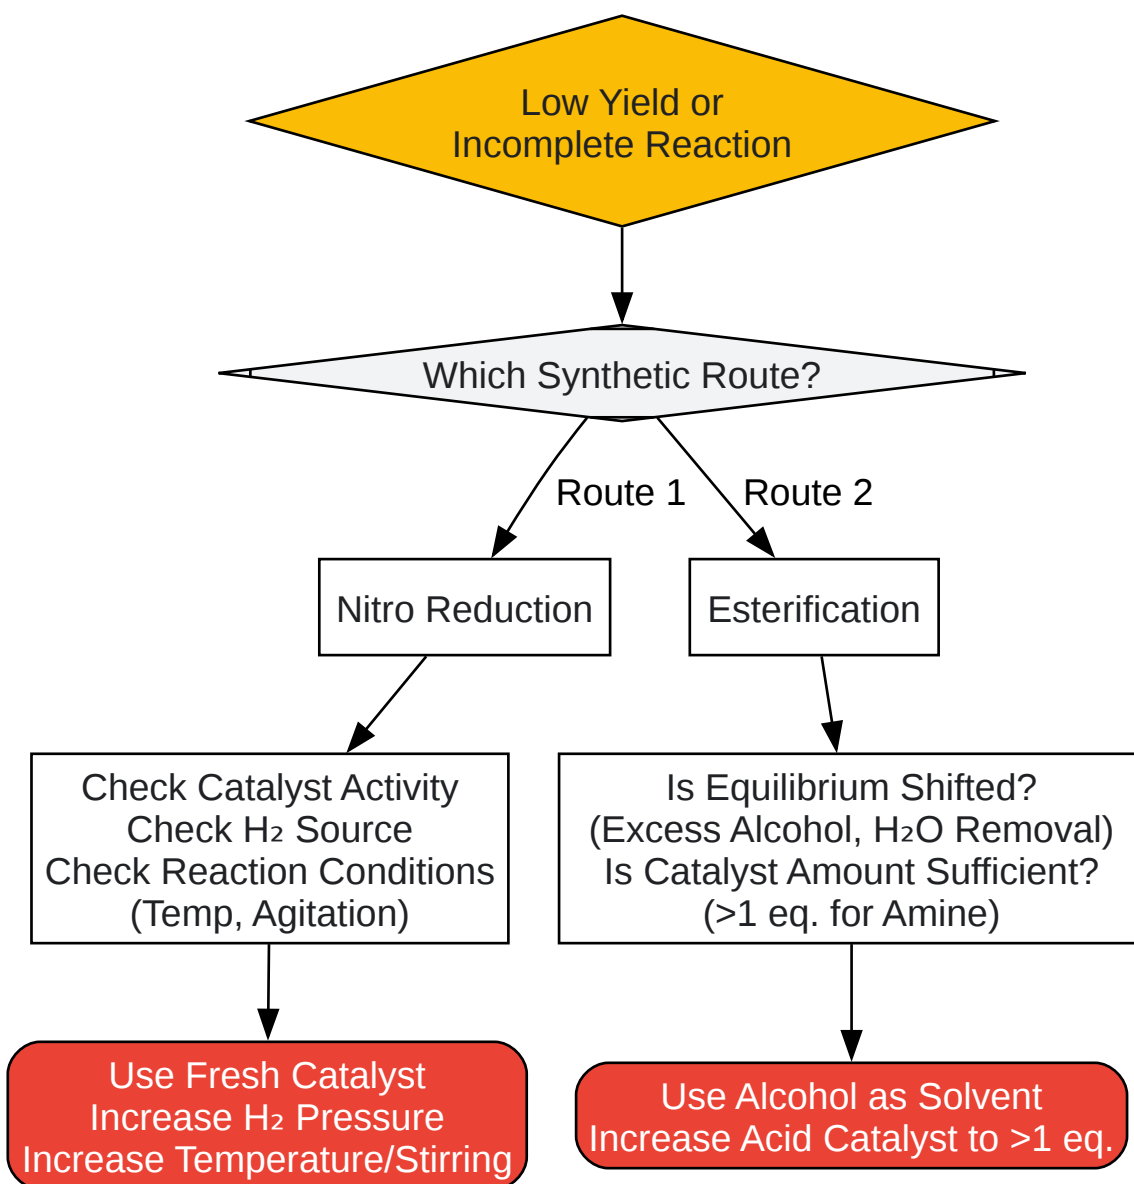 Low Yield or
Incomplete Reaction
Which Synthetic Route?
Route 1
Route 2
Nitro Reduction
Esterification
Check Catalyst Activity
Check H₂ Source
Check Reaction Conditions
(Temp, Agitation)
Is Equilibrium Shifted?
(Excess Alcohol, H₂O Removal)
Is Catalyst Amount Sufficient?
(>1 eq. for Amine)
Use Fresh Catalyst
Increase H₂ Pressure
Increase Temperature/Stirring
Use Alcohol as Solvent
Increase Acid Catalyst to >1 eq.